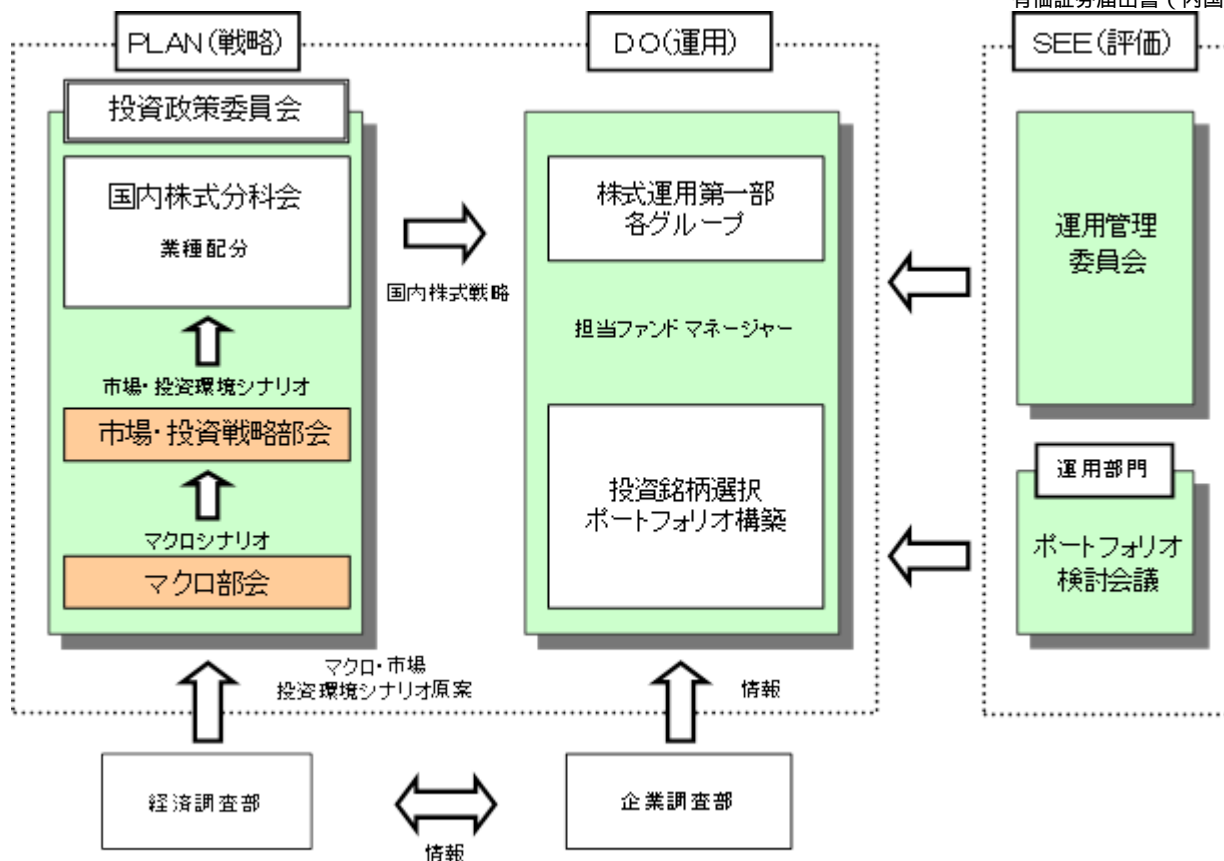 有価証券届出書(内国
PLAN(戦略)
投資政策委員会
国内株式分科会
業種配分
市場・投資環境シナリオ
市場・投資戦略部会
マクロシナリオ
マクロ部会
国内株式戦略
マクロ・市場
投資環境シナリオ原案
DO(運用)
株式運用第一部
各グループ
担当ファンドマネージャー
投資銘柄選択
ポートフォリオ構築
情報
SEE(評価)
運用管理
委員会
運用部門
ポートフォリオ
検討会議
経済調査部
情報
企業調査部